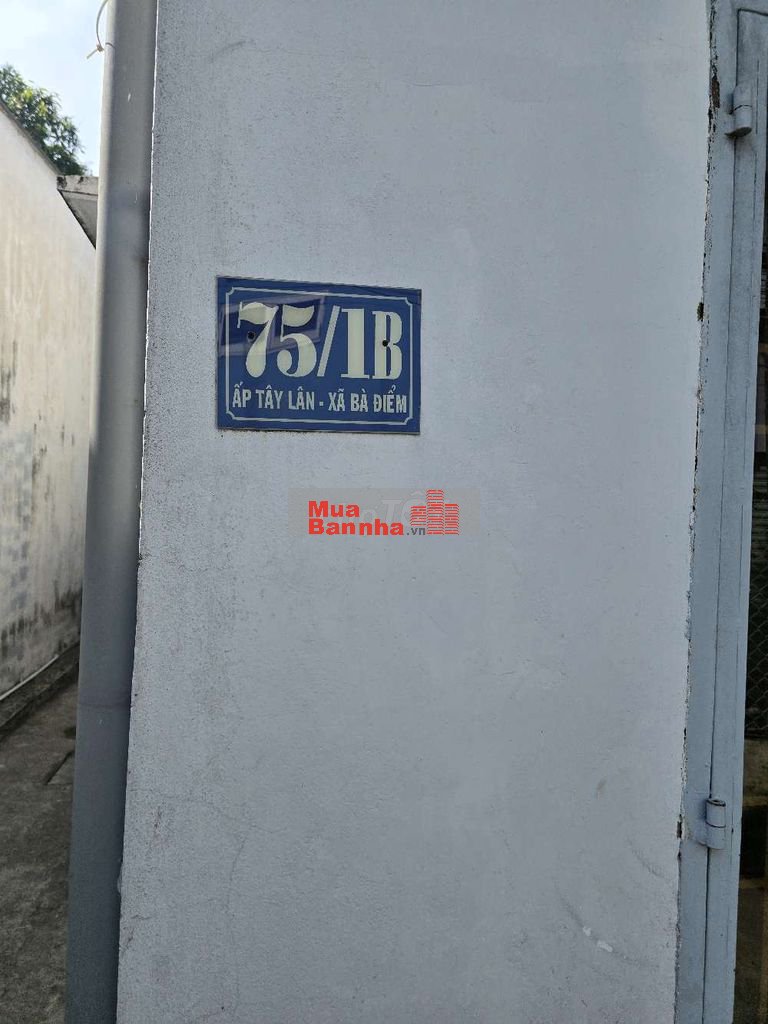 75/1B
ẤP TÂY LÂN - XÃ BÀ ĐIỂM
Mua
Bannha.vn